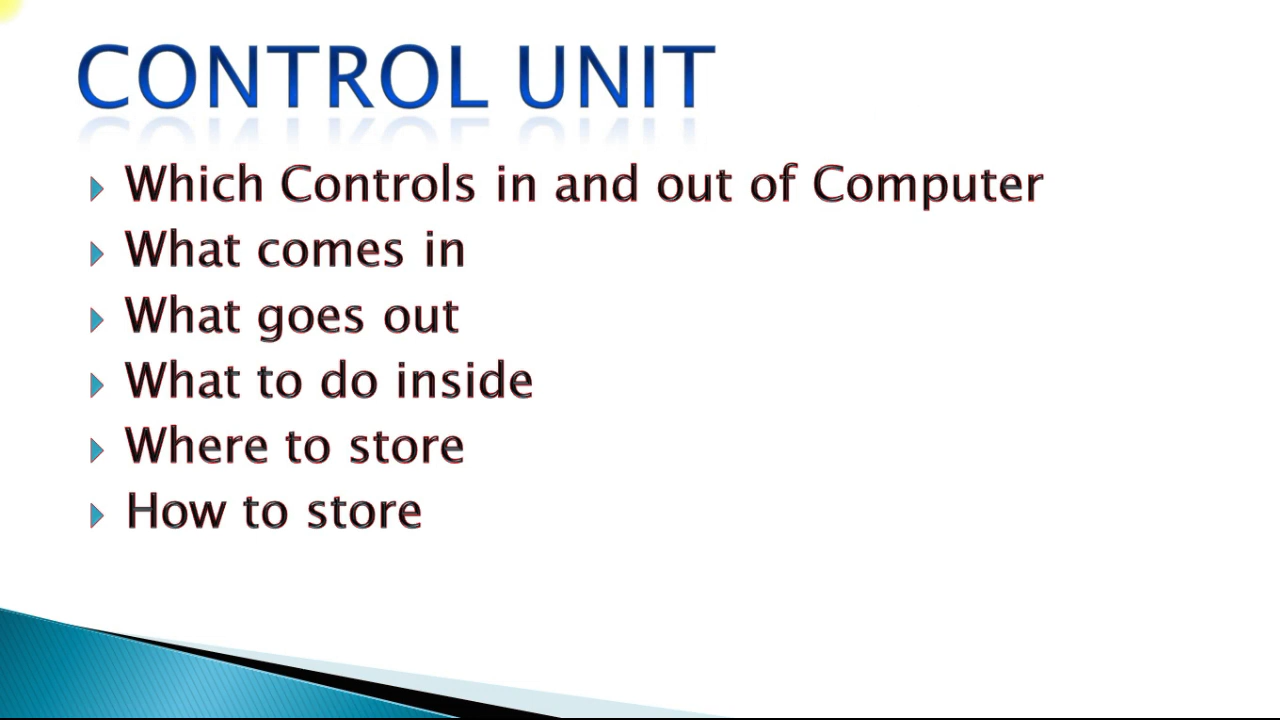 CONTROL UNIT
Which Controls in and out of Computer
What comes in
What goes out
What to do inside
Where to store
How to store